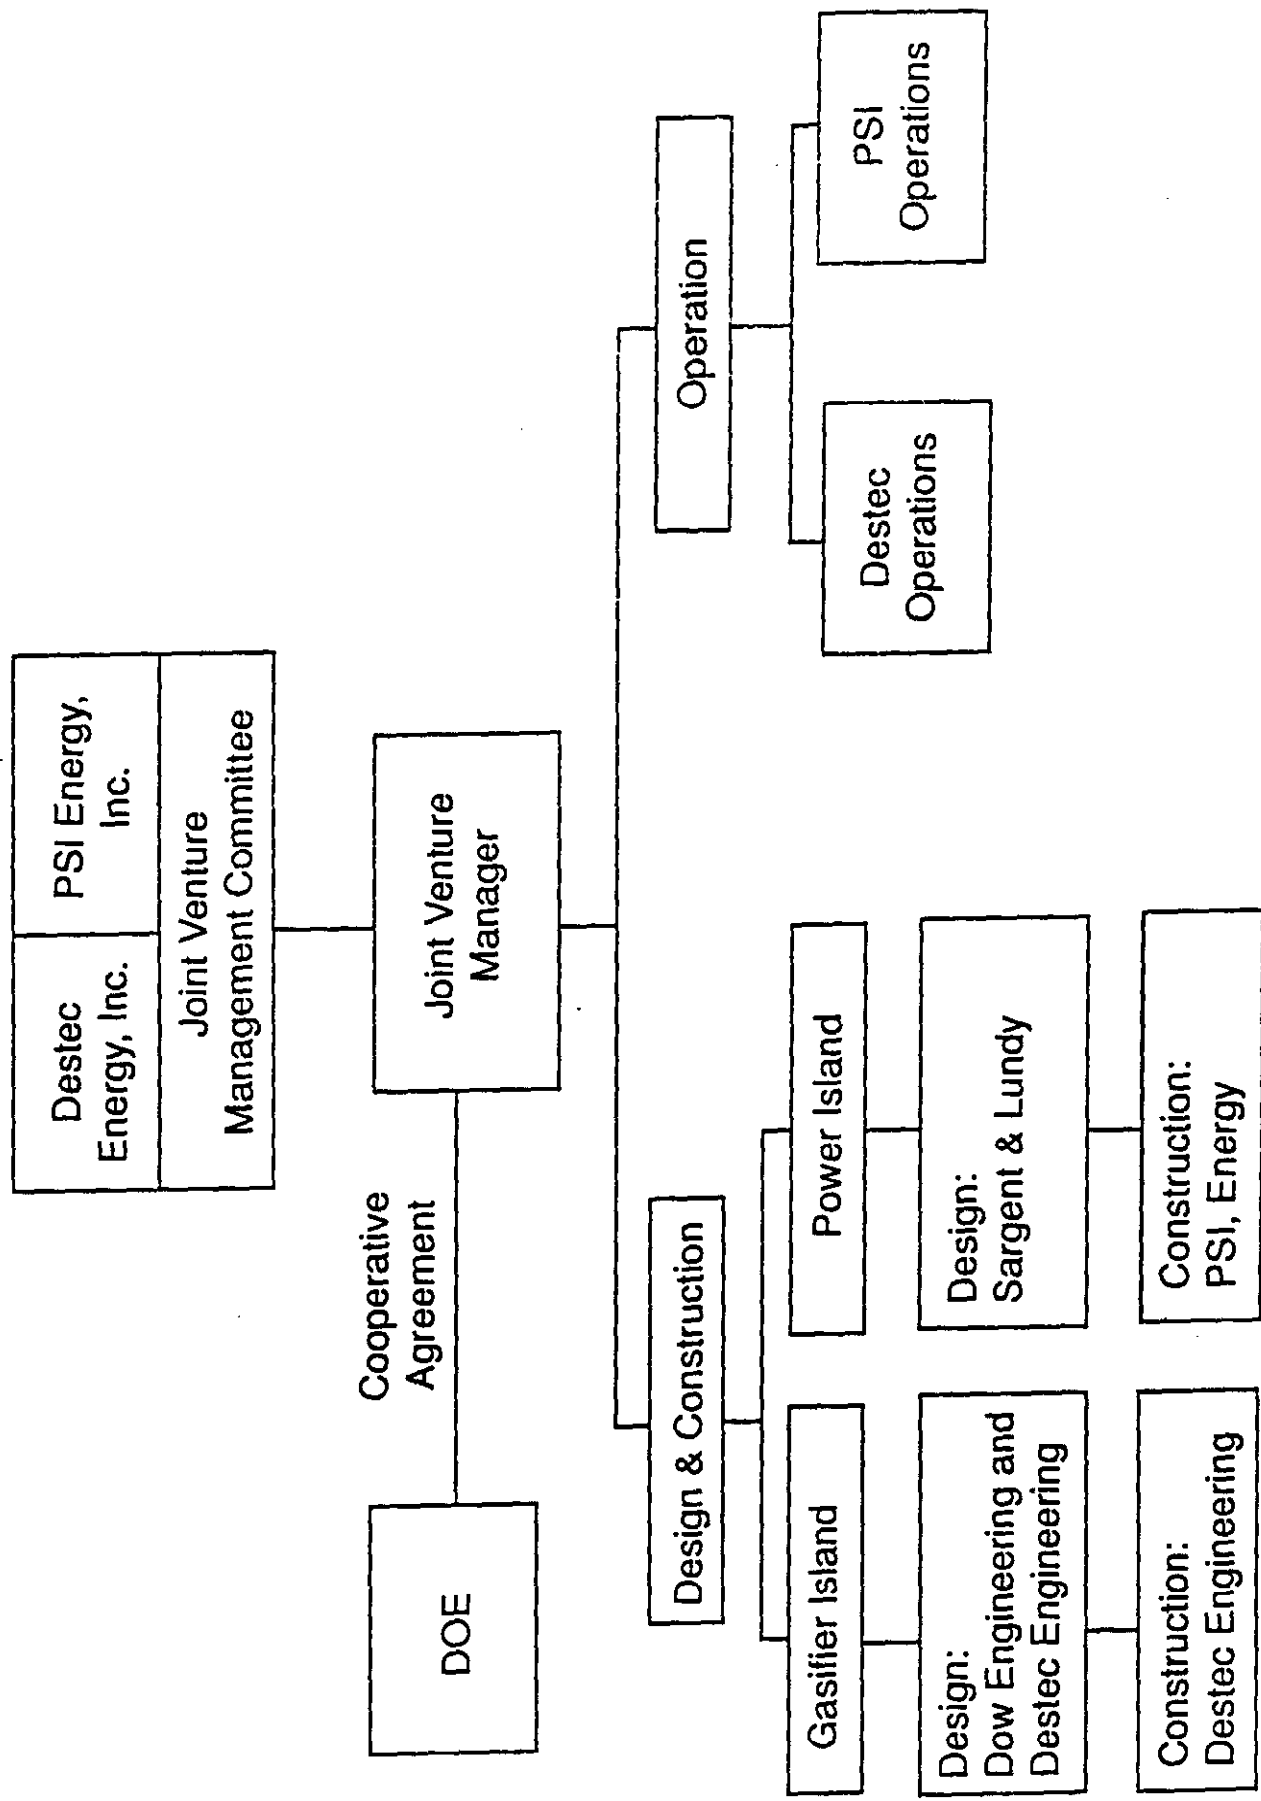 Destec
Energy, Inc.
PSI Energy,
Inc.
Joint Venture
Management Committee
DOE
Cooperative
Agreement
Joint Venture
Manager
Design & Construction
Operation
Gasifier Island
Power Island
Destec
Operations
PSI
Operations
Design:
Dow Engineering and
Destec Engineering
Design:
Sargent & Lundy
Construction:
Destec Engineering
Construction:
PSI, Energy